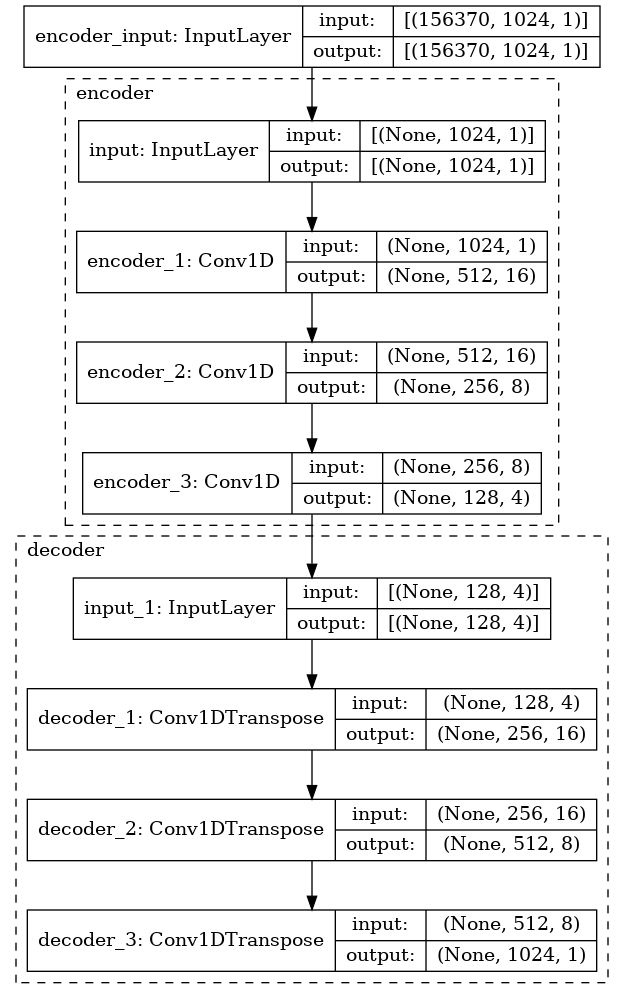 encoder_input: InputLayer
input: [(156370, 1024, 1)]
output: [(156370, 1024, 1)]
encoder
input: InputLayer
input: [(None, 1024, 1)]
output: [(None, 1024, 1)]
encoder_1: Conv1D
input: (None, 1024, 1)
output: (None, 512, 16)
encoder_2: Conv1D
input: (None, 512, 16)
output: (None, 256, 8)
encoder_3: Conv1D
input: (None, 256, 8)
output: (None, 128, 4)
decoder
input_1: InputLayer
input: [(None, 128, 4)]
output: [(None, 128, 4)]
decoder_1: Conv1DTranspose
input: (None, 128, 4)
output: (None, 256, 16)
decoder_2: Conv1DTranspose
input: (None, 256, 16)
output: (None, 512, 8)
decoder_3: Conv1DTranspose
input: (None, 512, 8)
output: (None, 1024, 1)